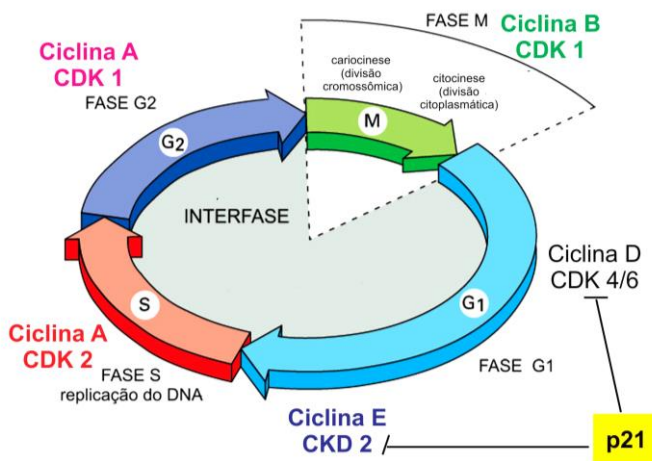 FASE M
Ciclina B
CDK 1
cariocinese
(divisão
cromossômica)
citocinese
(divisão
citoplasmática)
Ciclina A
CDK 1
FASE G2
G2
M
INTERFASE
Ciclina D
CDK 4/6
G1
S
Ciclina A
CDK 2
FASE S
replicação do DNA
FASE G1
Ciclina E
CKD 2
p21